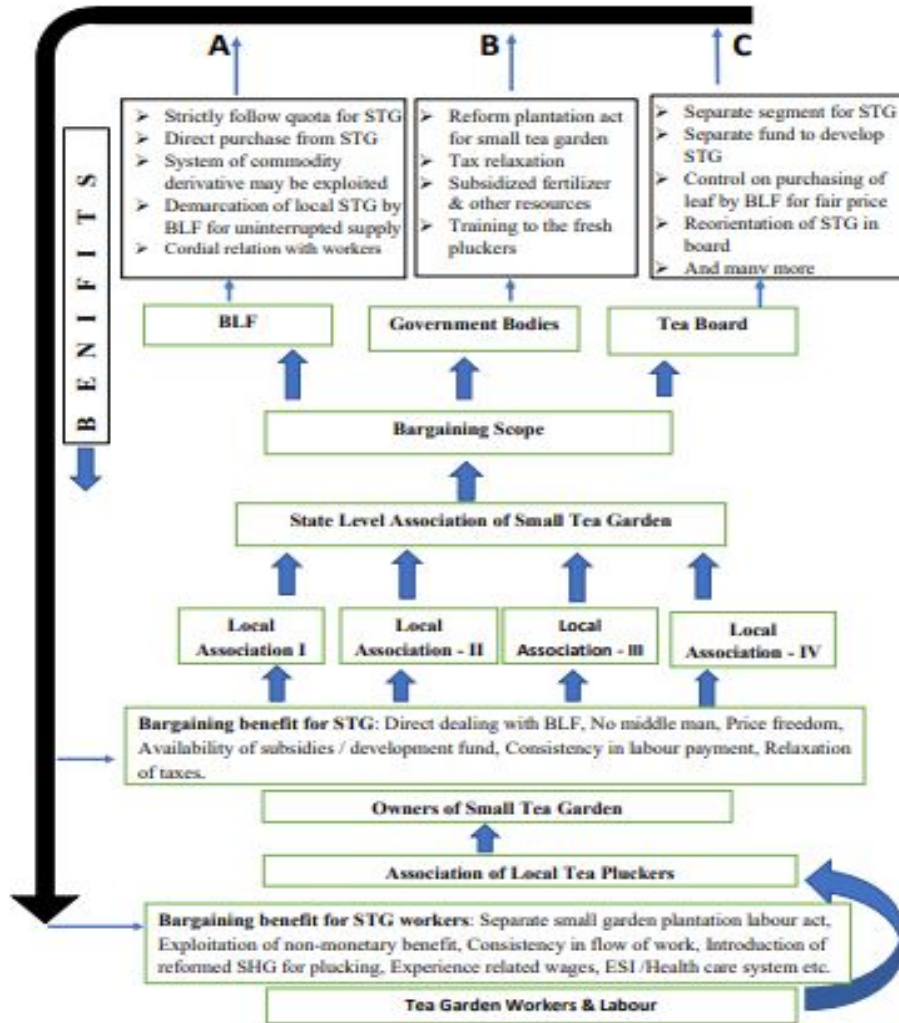 A
B
C
➢ Strictly follow quota for STG
➢ Direct purchase from STG
➢ System of commodity
derivative may be exploited
➢ Demarcation of local STG by
BLF for uninterrupted supply
➢ Cordial relation with workers
➢ Reform plantation act
for small tea garden
➢ Tax relaxation
➢ Subsidized fertilizer
& other resources
➢ Training to the fresh
pluckers
➢ Separate segment for STG
➢ Separate fund to develop
STG
➢ Control on purchasing of
leaf by BLF for fair price
➢ Reorientation of STG in
board
➢ And many more
BENIFITS
BLF
Government Bodies
Tea Board
Bargaining Scope
State Level Association of Small Tea Garden
Local
Association I
Local
Association - II
Local
Association - III
Local
Association - IV
Bargaining benefit for STG: Direct dealing with BLF, No middle man, Price freedom,
Availability of subsidies / development fund, Consistency in labour payment, Relaxation
of taxes.
Owners of Small Tea Garden
Association of Local Tea Pluckers
Bargaining benefit for STG workers: Separate small garden plantation labour act,
Exploitation of non-monetary benefit, Consistency in flow of work, Introduction of
reformed SHG for plucking, Experience related wages, ESI /Health care system etc.
Tea Garden Workers & Labour